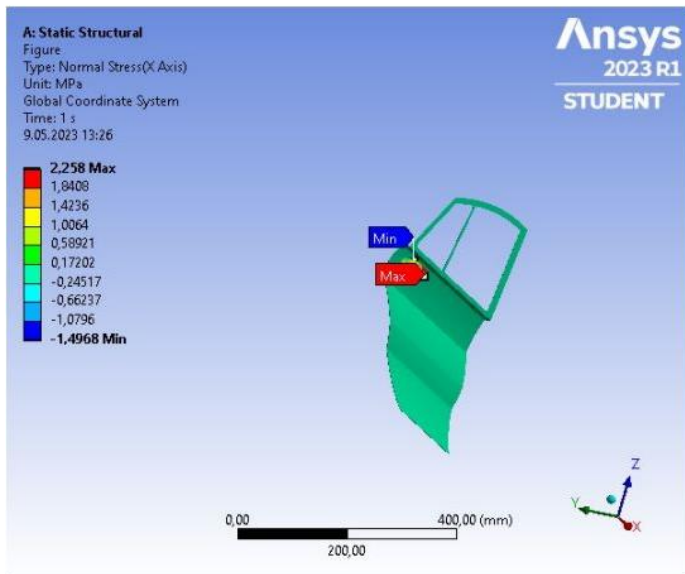 A: Static Structural
Figure
Type: Normal Stress(X Axis)
Unit: MPa
Global Coordinate System
Time: 1 s
9.05.2023 13:26
Ansys
2023 R1
STUDENT
2,258 Max
1,8408
1,4236
1,0064
0,58921
0,17202
-0,24517
-0,66237
-1,0796
-1,4968 Min
Min
Max
0,00
400,00 (mm)
200,00
Z
Y
X